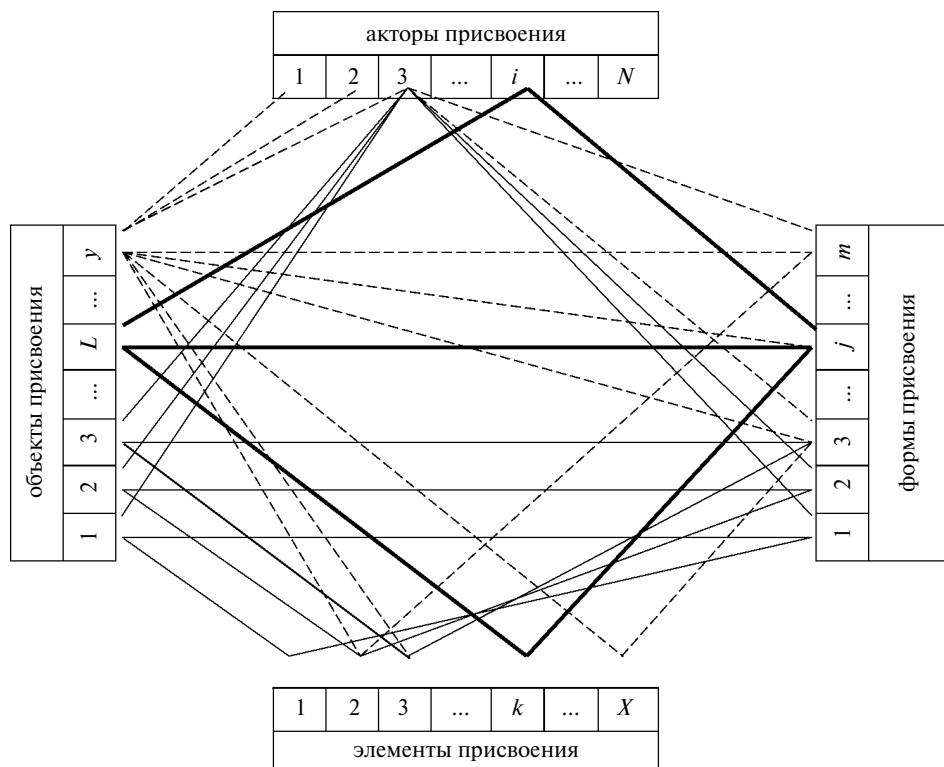 акторы присвоения
1 2 3 ... i ... N
объекты присвоения
y ... L ... 3 2 1
m ... j ... 3 2 1
формы присвоения
1 2 3 ... k ... X
элементы присвоения